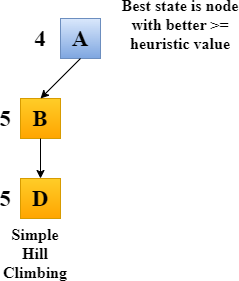 Best state is node
with better >=
heuristic value
4 A
5 B
5 D
Simple
Hill
Climbing